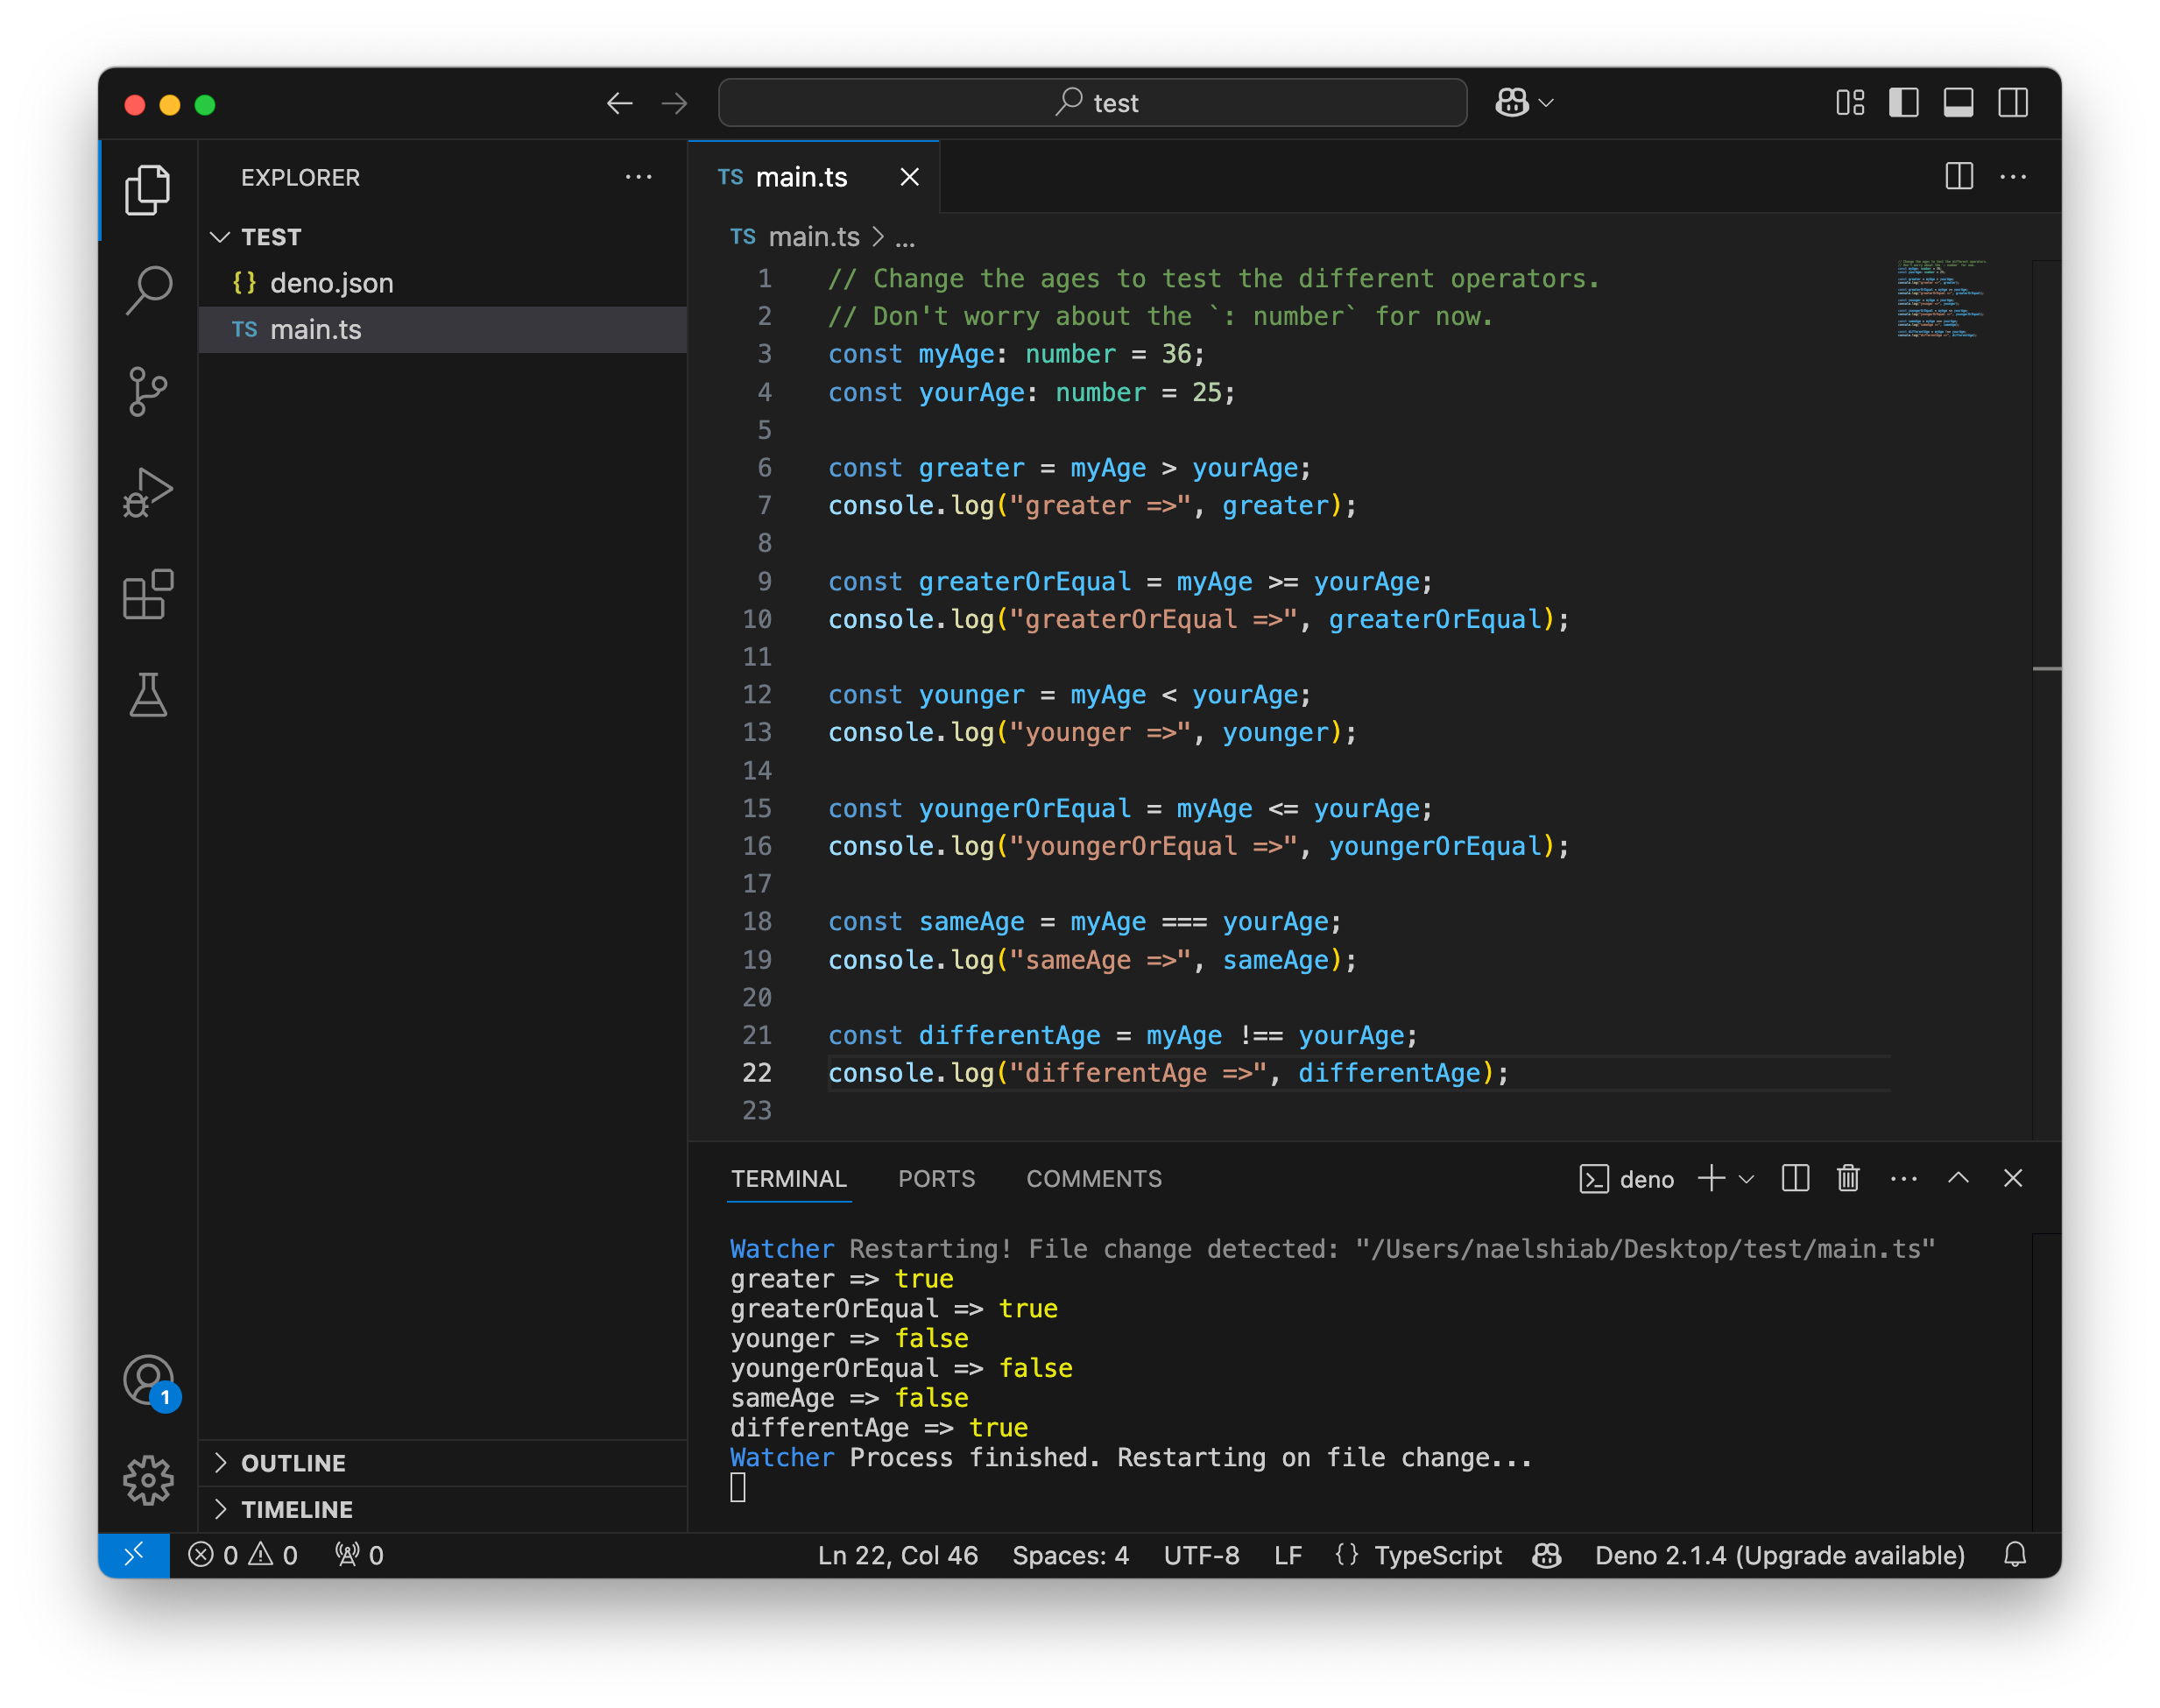 test
EXPLORER
TEST
deno.json
TS main.ts
OUTLINE
TIMELINE
TS main.ts
TS main.ts > ...
1 // Change the ages to test the different operators.
2 // Don't worry about the `: number` for now.
3 const myAge: number = 36;
4 const yourAge: number = 25;
5
6 const greater = myAge > yourAge;
7 console.log("greater =>", greater);
8
9 const greaterOrEqual = myAge >= yourAge;
10 console.log("greaterOrEqual =>", greaterOrEqual);
11
12 const younger = myAge < yourAge;
13 console.log("younger =>", younger);
14
15 const youngerOrEqual = myAge <= yourAge;
16 console.log("youngerOrEqual =>", youngerOrEqual);
17
18 const sameAge = myAge === yourAge;
19 console.log("sameAge =>", sameAge);
20
21 const differentAge = myAge !== yourAge;
22 console.log("differentAge =>", differentAge);
23
TERMINAL PORTS COMMENTS deno
Watcher Restarting! File change detected: "/Users/naelshiab/Desktop/test/main.ts"
greater => true
greaterOrEqual => true
younger => false
youngerOrEqual => false
sameAge => false
differentAge => true
Watcher Process finished. Restarting on file change...
1
0 0 0 Ln 22, Col 46 Spaces: 4 UTF-8 LF {} TypeScript Deno 2.1.4 (Upgrade available)